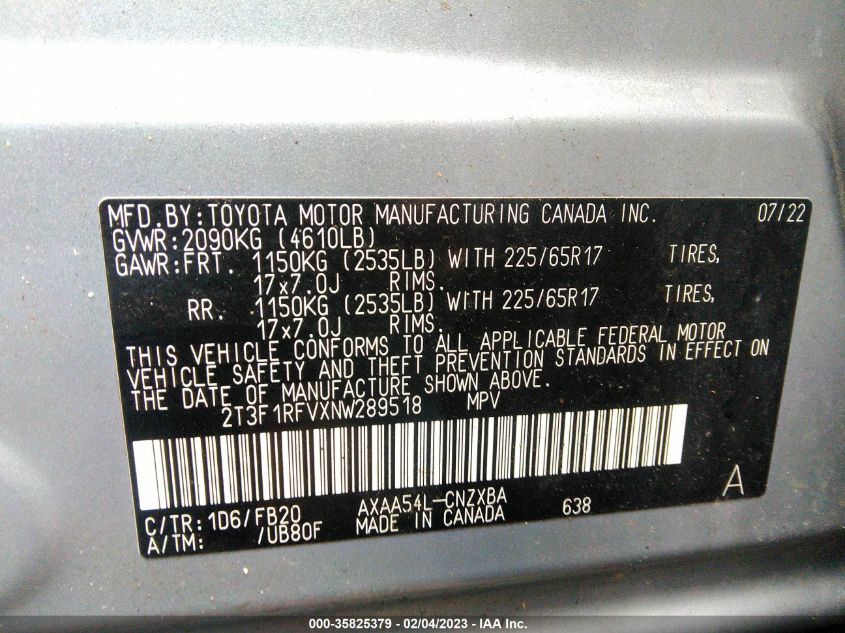 MFD.BY:TOYOTA MOTOR MANUFACTURING CANADA INC. 07/22
GVWR:2090KG (4610LB)
GAWR:FRT. 1150KG (2535LB) WITH 225/65R17 TIRES,
17x7.0J RIMS.
RR. 1150KG (2535LB) WITH 225/65R17 TIRES,
17x7.0J RIMS.
THIS VEHICLE CONFORMS TO ALL APPLICABLE FEDERAL MOTOR
VEHICLE SAFETY AND THEFT PREVENTION STANDARDS IN EFFECT ON
THE DATE OF MANUFACTURE SHOWN ABOVE.
2T3F1RFVXNW289518 MPV
A
C/TR:1D6/FB20 AXAA54L-CNZXBA 638
A/TM: /UB80F MADE IN CANADA
000-35825379 - 02/04/2023 - IAA Inc.